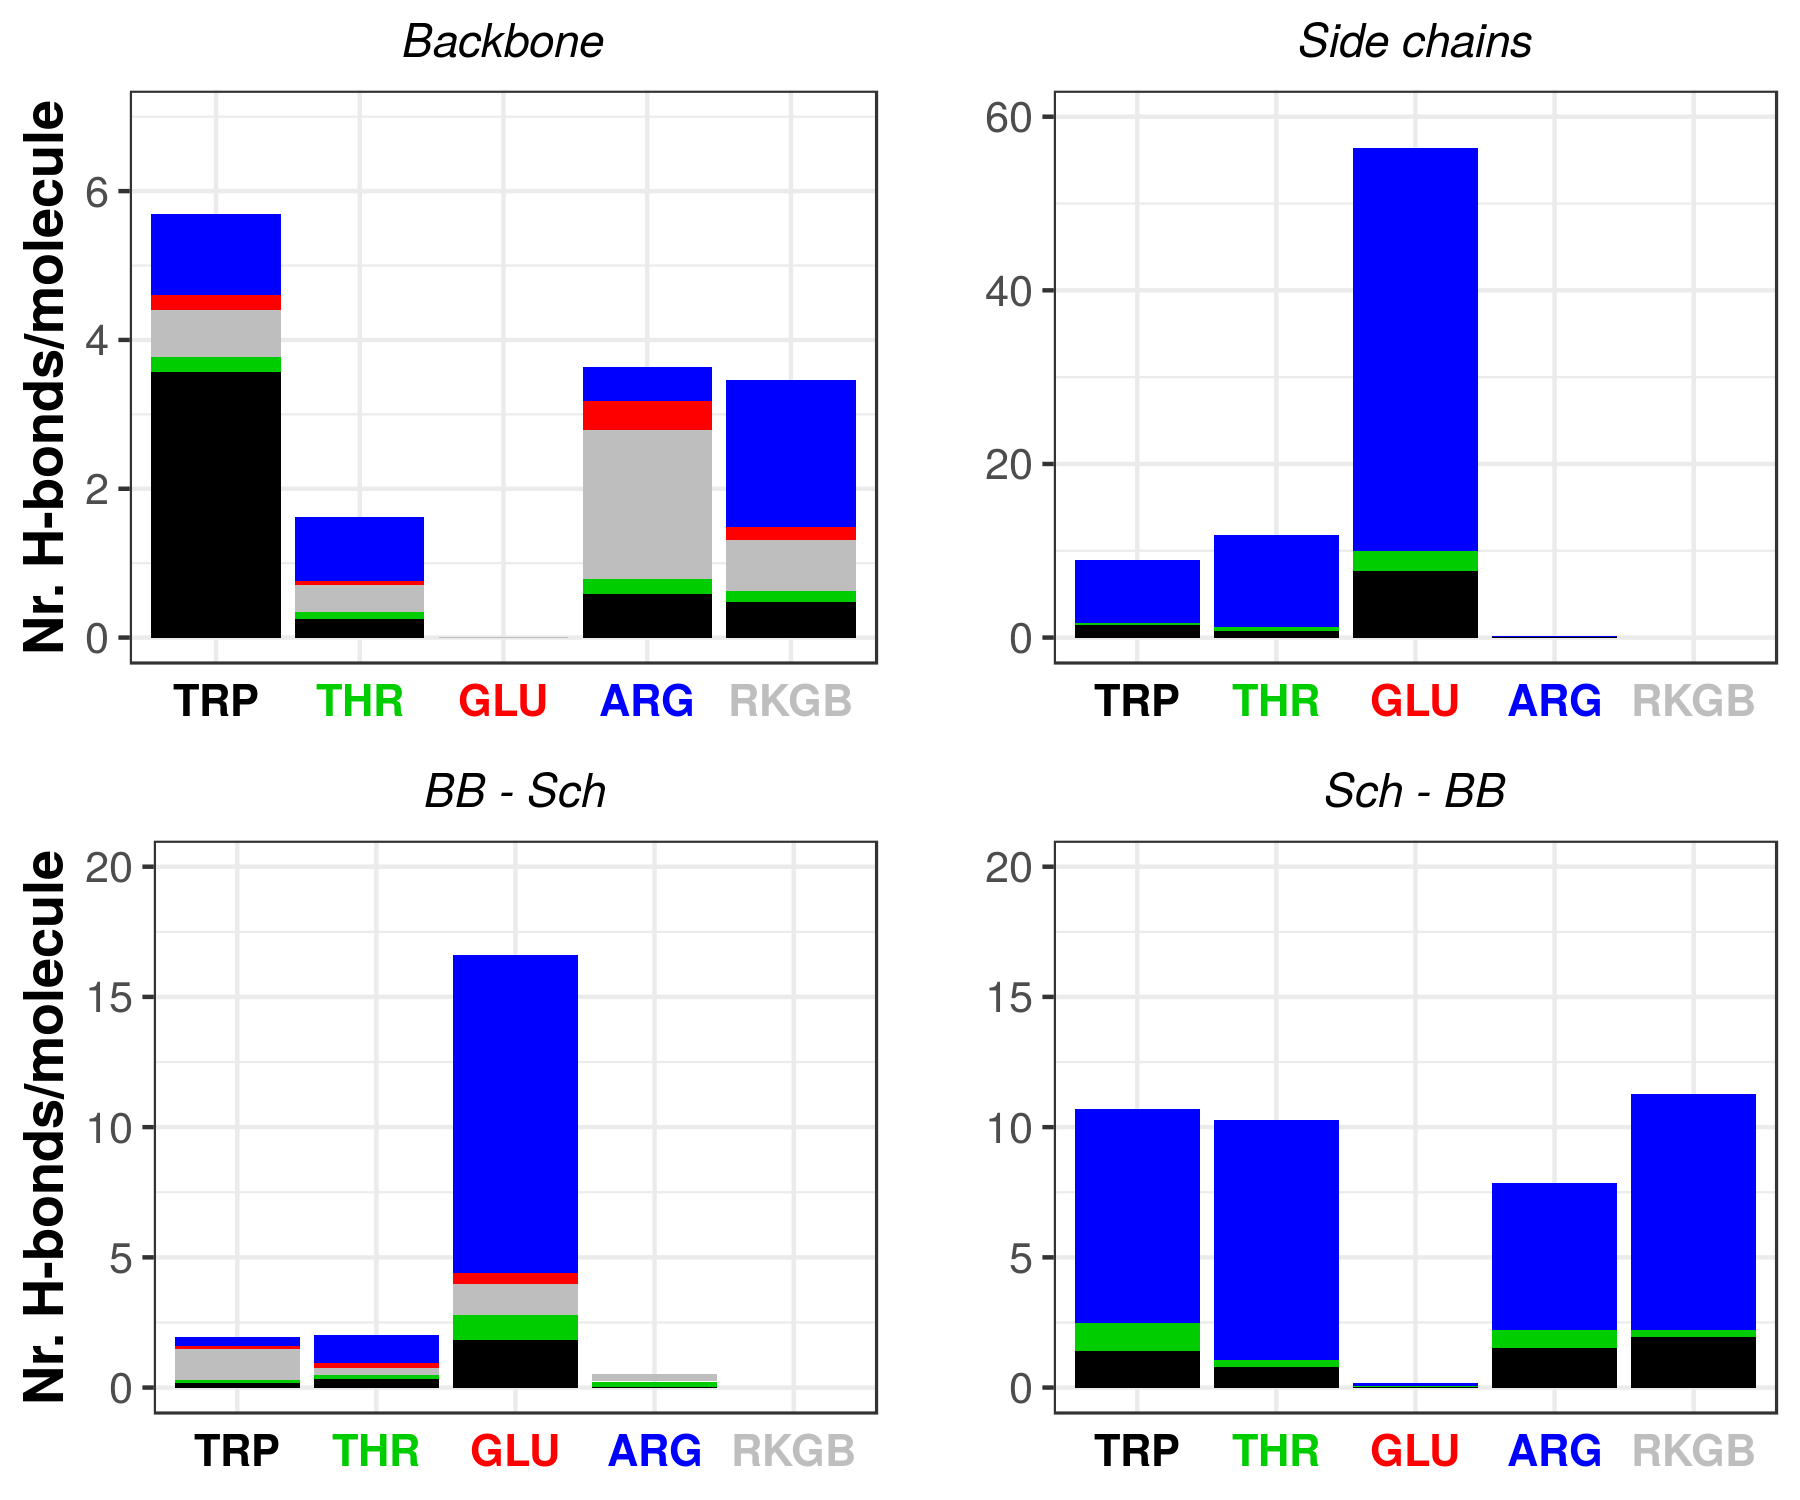 Backbone
Side chains
Nr. H-bonds/molecule
6
4
2
0
60
40
20
0
TRP THR GLU ARG RKGB
TRP THR GLU ARG RKGB
BB - Sch
Sch - BB
Nr. H-bonds/molecule
20
15
10
5
0
20
15
10
5
0
TRP THR GLU ARG RKGB
TRP THR GLU ARG RKGB